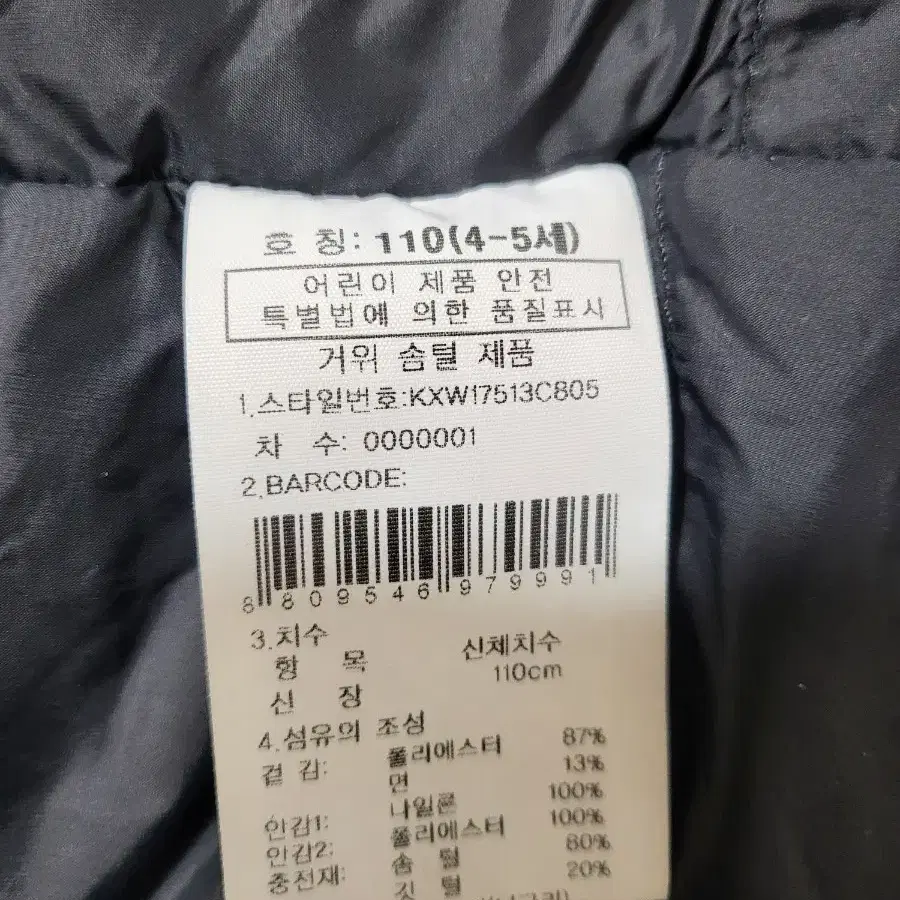 호 칭: 110(4-5세)
어린이 제품 안전
특별법에 의한 품질표시
거위 솜털 제품
1.스타일번호:KXW17513C805
차 수: 0000001
2.BARCODE:
8809546979991
3.치수
항 목 신체치수
신 장 110cm
4.섬유의 조성
겉 감: 폴리에스터 87%
면 13%
안감1: 나일론 100%
안감2: 폴리에스터 100%
충전재: 솜 털 80%
깃 털 20%